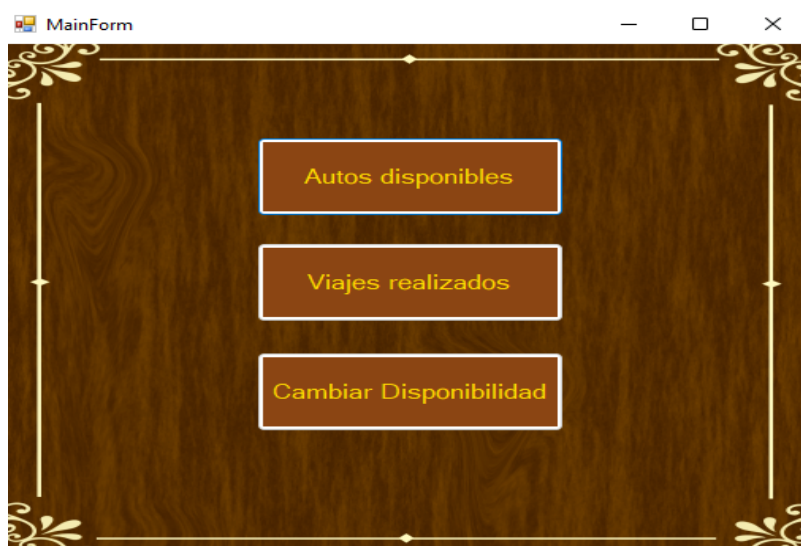 MainForm
Autos disponibles
Viajes realizados
Cambiar Disponibilidad